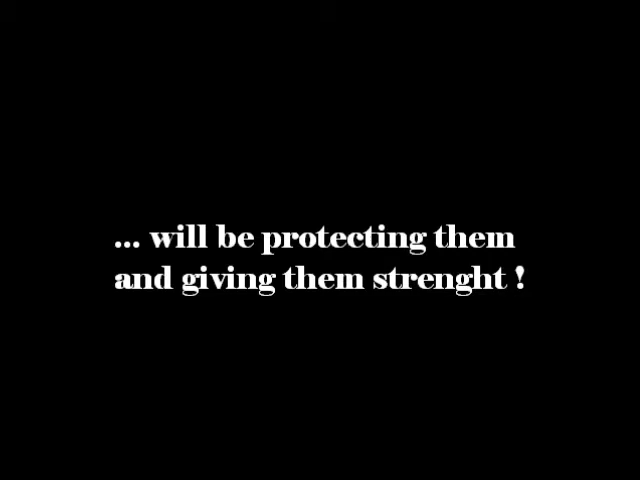 ... will be protecting them
and giving them strenght !